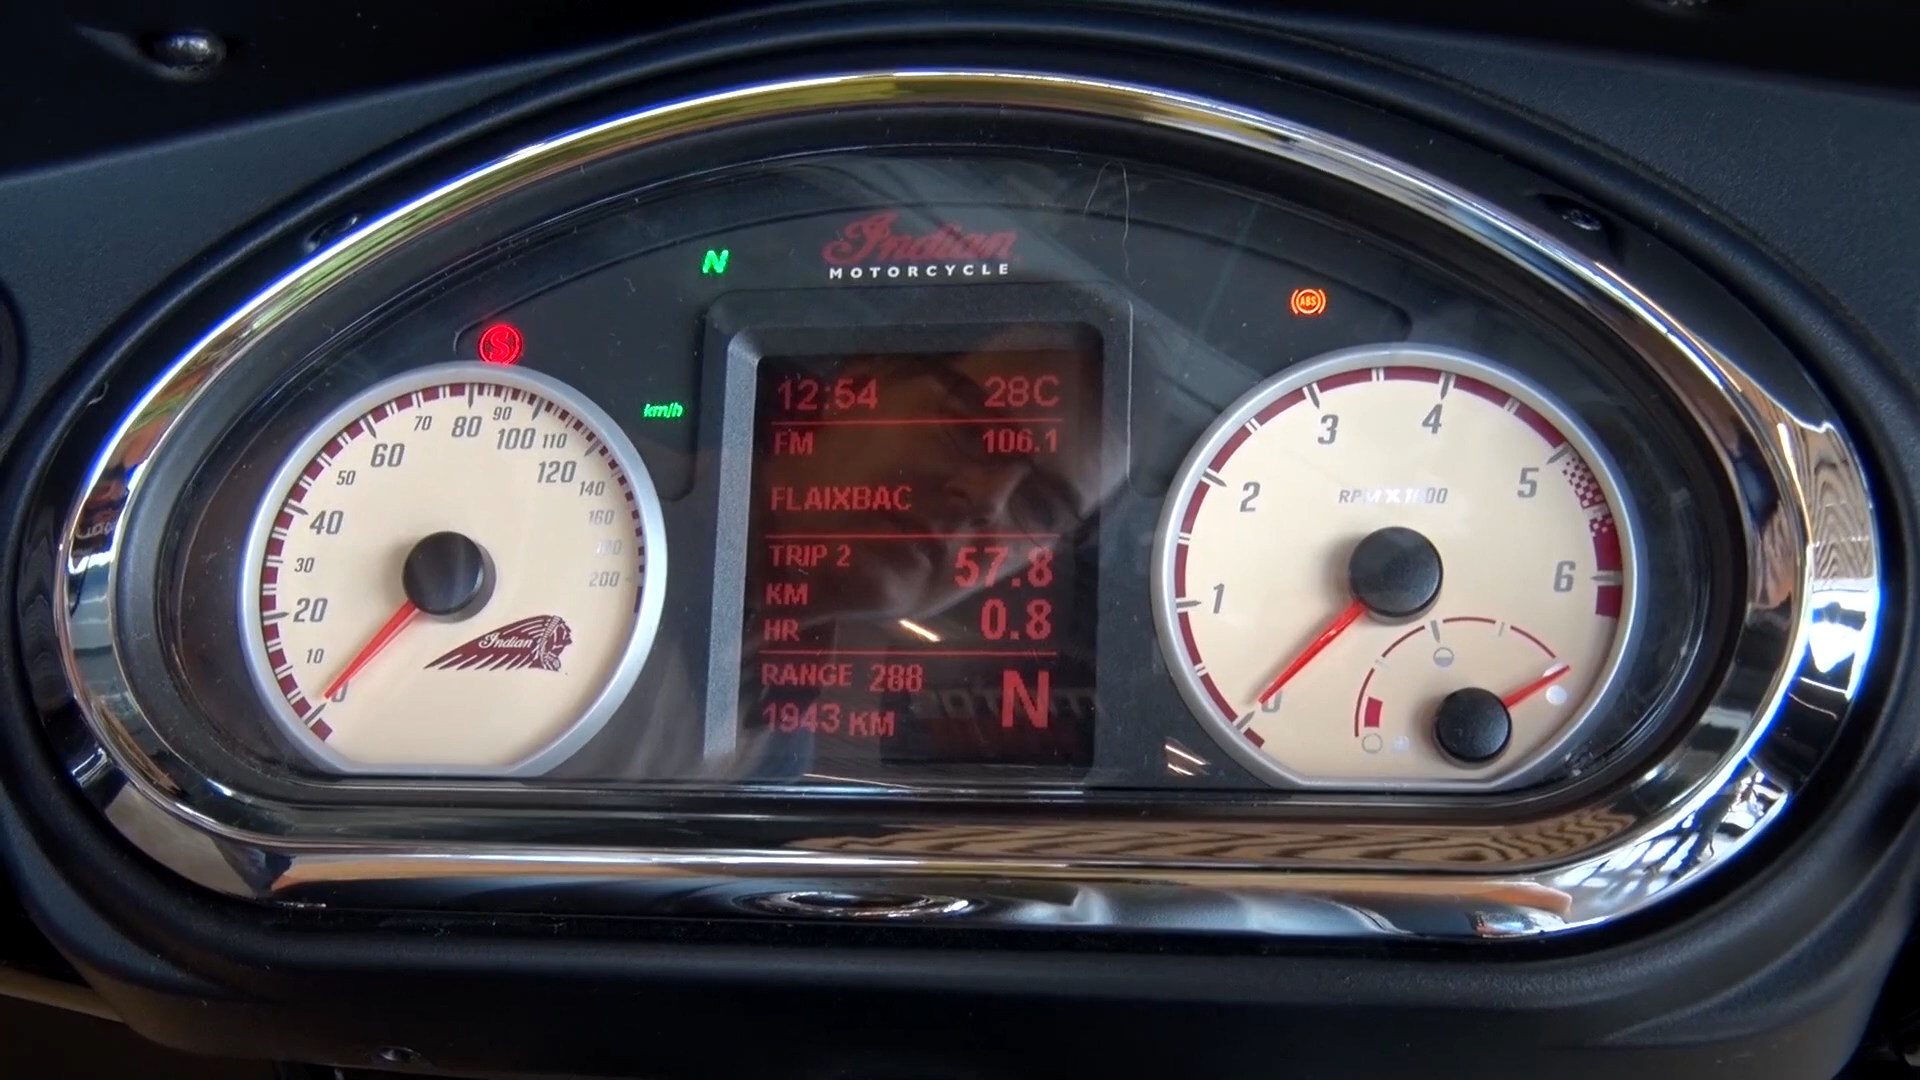 Indian
MOTORCYCLE
N
ABS
S
km/h
12:54 28C
FM 106.1
FLAIXBAC
TRIP 2 57.8
KM
HR 0.8
RANGE 288
1943 KM N
0 10 20 30 40 50 60 70 80 90 100 110 120 140 160 180 200
Indian
0 1 2 3 4 5 6
RPM X 1000